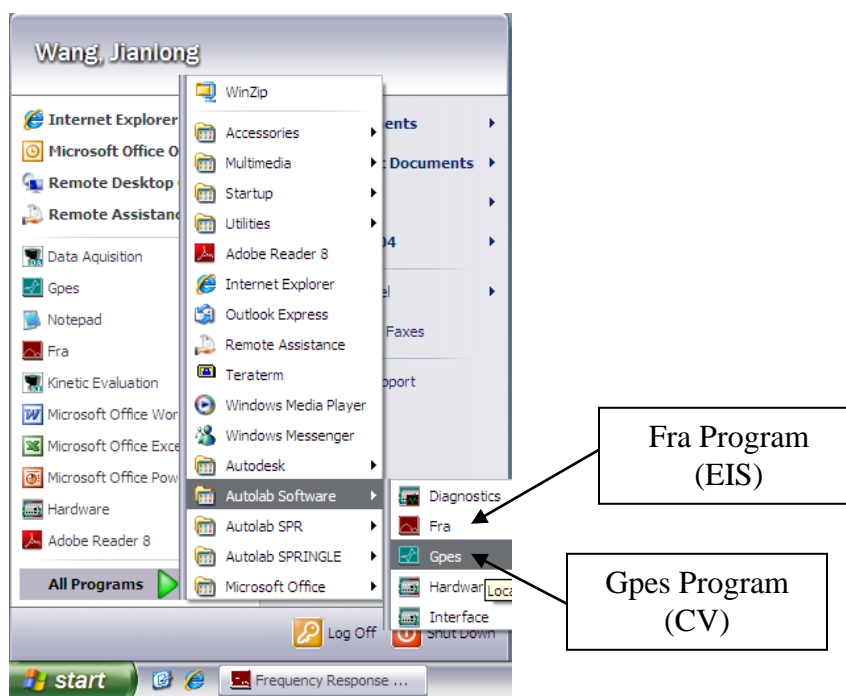 Wang, Jianlong
Internet Explorer
Microsoft Office O
Remote Desktop
Remote Assistanc
Data Aquisition
Gpes
Notepad
Fra
Kinetic Evaluation
Microsoft Office Wor
Microsoft Office Exce
Microsoft Office Pow
Hardware
Adobe Reader 8
All Programs
WinZip
Accessories
Multimedia
Startup
Utilities
Adobe Reader 8
Internet Explorer
Outlook Express
Remote Assistance
Teraterm
Windows Media Player
Windows Messenger
Autodesk
Autolab Software
Autolab SPR
Autolab SPRINGLE
Microsoft Office
ents
Documents
04
el
Faxes
pport
Diagnostics
Fra
Gpes
Hardwar
Loca
Interface
Log Off
Shut Down
start
Frequency Response ...
Fra Program
(EIS)
Gpes Program
(CV)